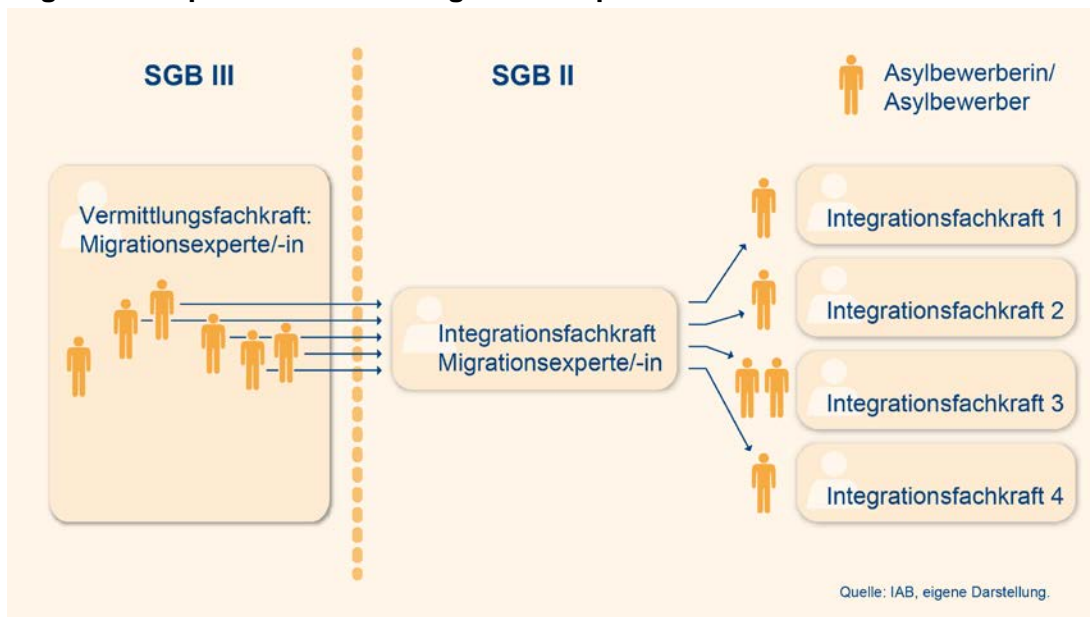 SGB III
SGB II
Asylbewerberin/
Asylbewerber
Vermittlungsfachkraft:
Migrationsexperte/-in
Integrationsfachkraft
Migrationsexperte/-in
Integrationsfachkraft 1
Integrationsfachkraft 2
Integrationsfachkraft 3
Integrationsfachkraft 4
Quelle: IAB, eigene Darstellung.